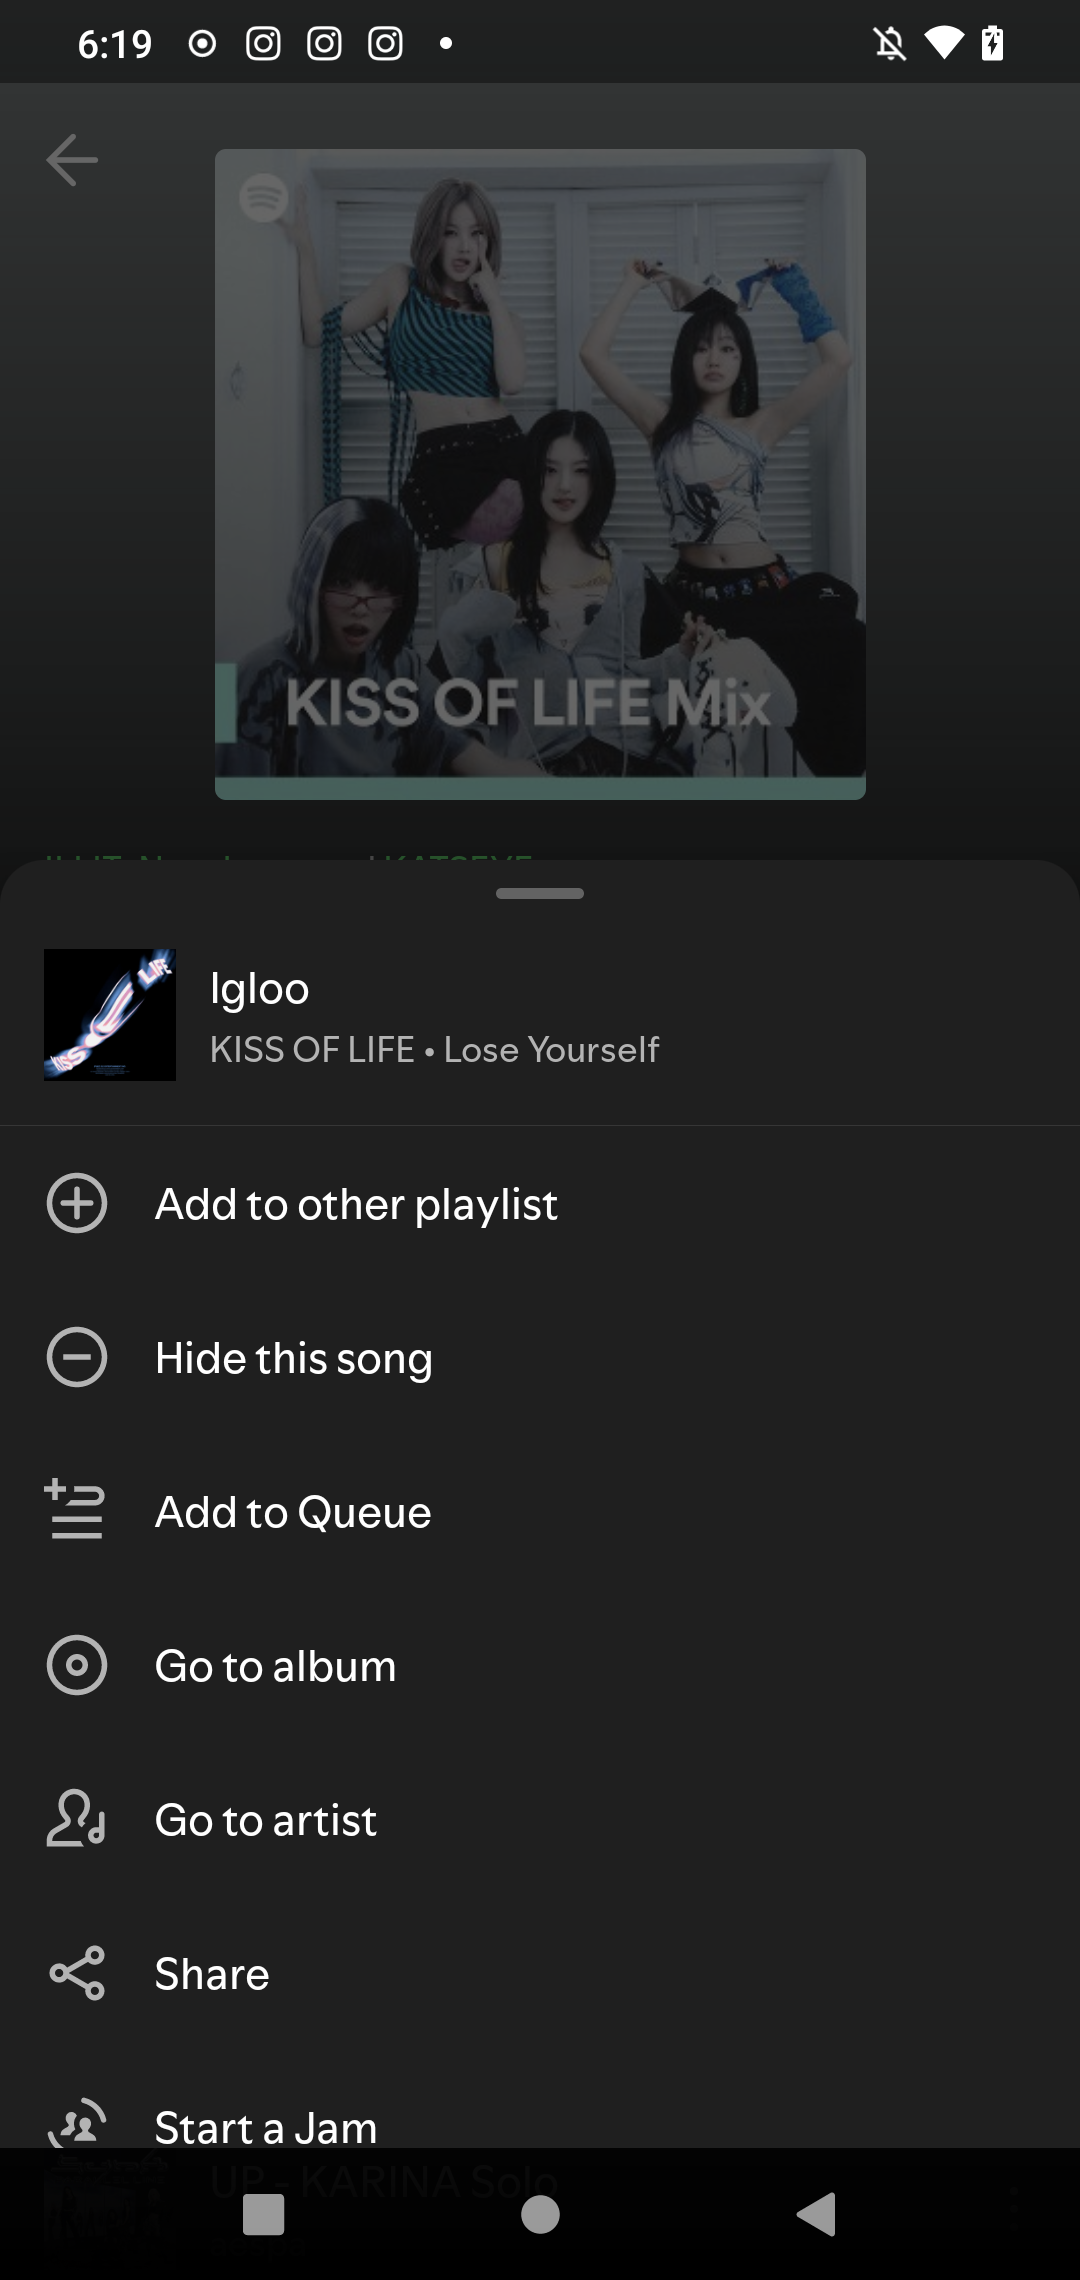 6:19
KISS OF LIFE Mix
Igloo
KISS OF LIFE • Lose Yourself
Add to other playlist
Hide this song
Add to Queue
Go to album
Go to artist
Share
Start a Jam
UP - KARINA Solo